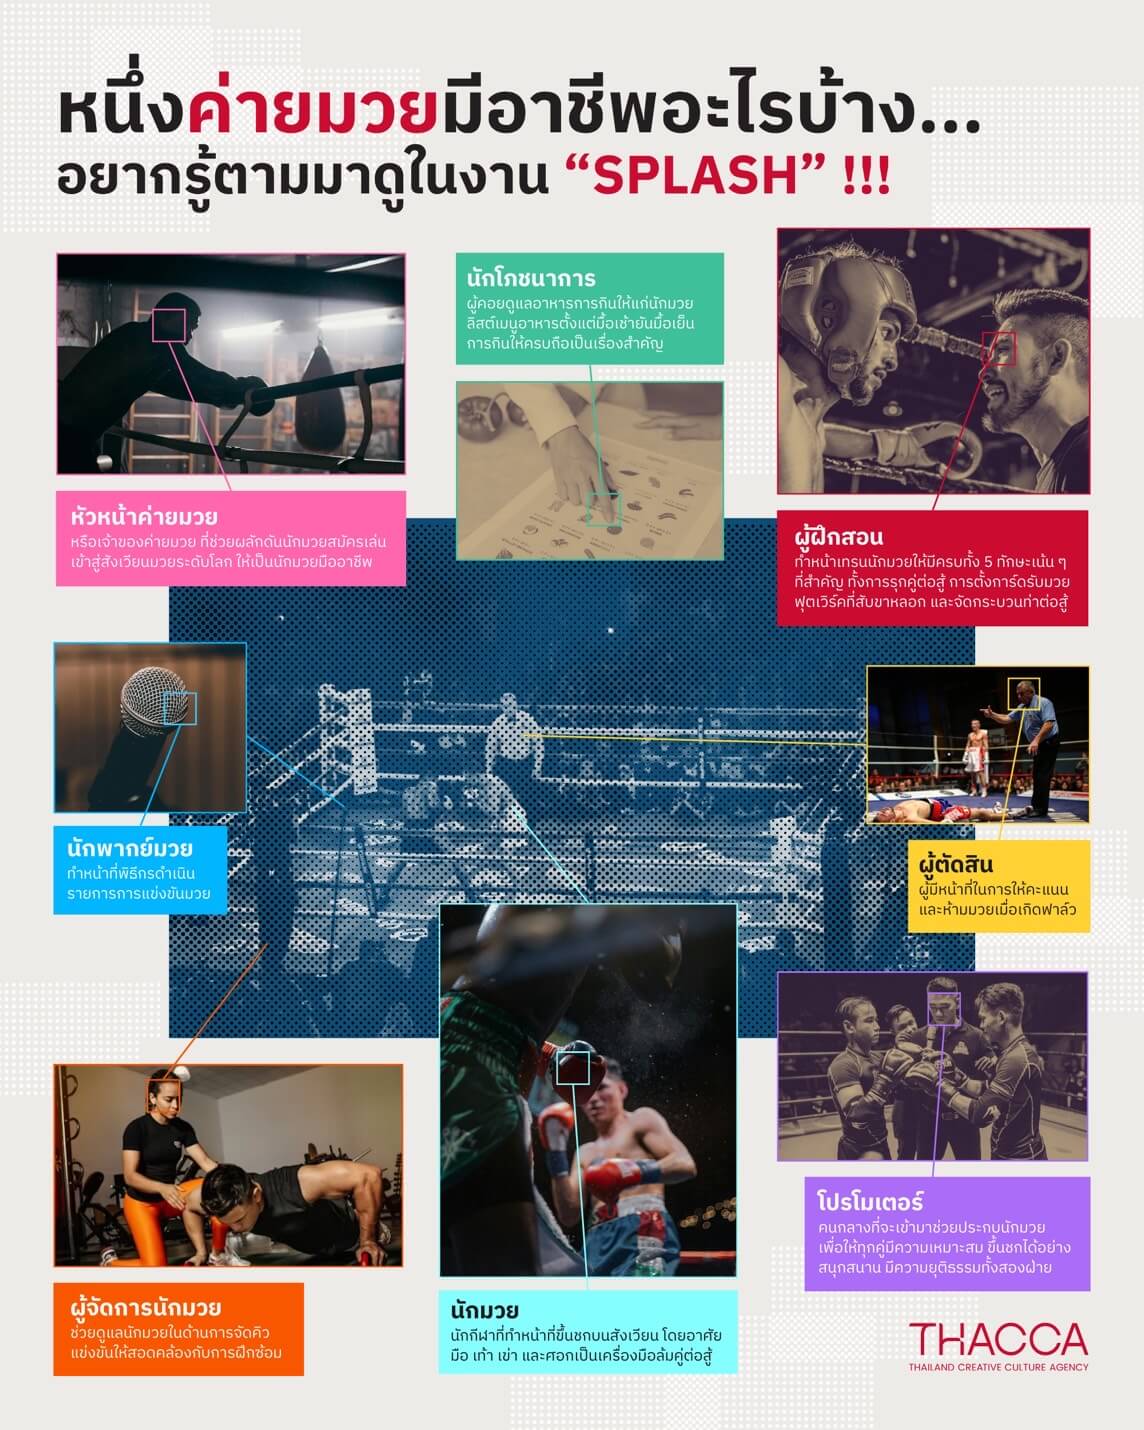 หนึ่งค่ายมวยมีอาชีพอะไรบ้าง...
อยากรู้ตามมาดูในงาน “SPLASH” !!!
หัวหน้าค่ายมวย
หรือเจ้าของค่ายมวย ที่ช่วยผลักดันนักมวยสมัครเล่น
เข้าสู่สังเวียนมวยระดับโลก ให้เป็นนักมวยมืออาชีพ
นักโภชนาการ
ผู้คอยดูแลอาหารการกินให้แก่นักมวย
ลิสต์เมนูอาหารตั้งแต่มื้อเช้ายันมื้อเย็น
การกินให้ครบถือเป็นเรื่องสำคัญ
ผู้ฝึกสอน
ทำหน้าเทรนนักมวยให้มีครบทั้ง 5 ทักษะเน้น ๆ
ที่สำคัญ ทั้งการรุกคู่ต่อสู้ การตั้งการ์ดรับมวย
ฟุตเวิร์คที่สับขาหลอก และจัดกระบวนท่าต่อสู้
นักพากย์มวย
ทำหน้าที่พิธีกรดำเนิน
รายการการแข่งขันมวย
ผู้ตัดสิน
ผู้มีหน้าที่ในการให้คะแนน
และห้ามมวยเมื่อเกิดฟาล์ว
โปรโมเตอร์
คนกลางที่จะเข้ามาช่วยประกบนักมวย
เพื่อให้ทุกคู่มีความเหมาะสม ขึ้นชกได้อย่าง
สนุกสนาน มีความยุติธรรมทั้งสองฝ่าย
ผู้จัดการนักมวย
ช่วยดูแลนักมวยในด้านการจัดคิว
แข่งขันให้สอดคล้องกับการฝึกซ้อม
นักมวย
นักกีฬาที่ทำหน้าที่ขึ้นชกบนสังเวียน โดยอาศัย
มือ เท้า เข่า และศอกเป็นเครื่องมือล้มคู่ต่อสู้
THACCA
THAILAND CREATIVE CULTURE AGENCY